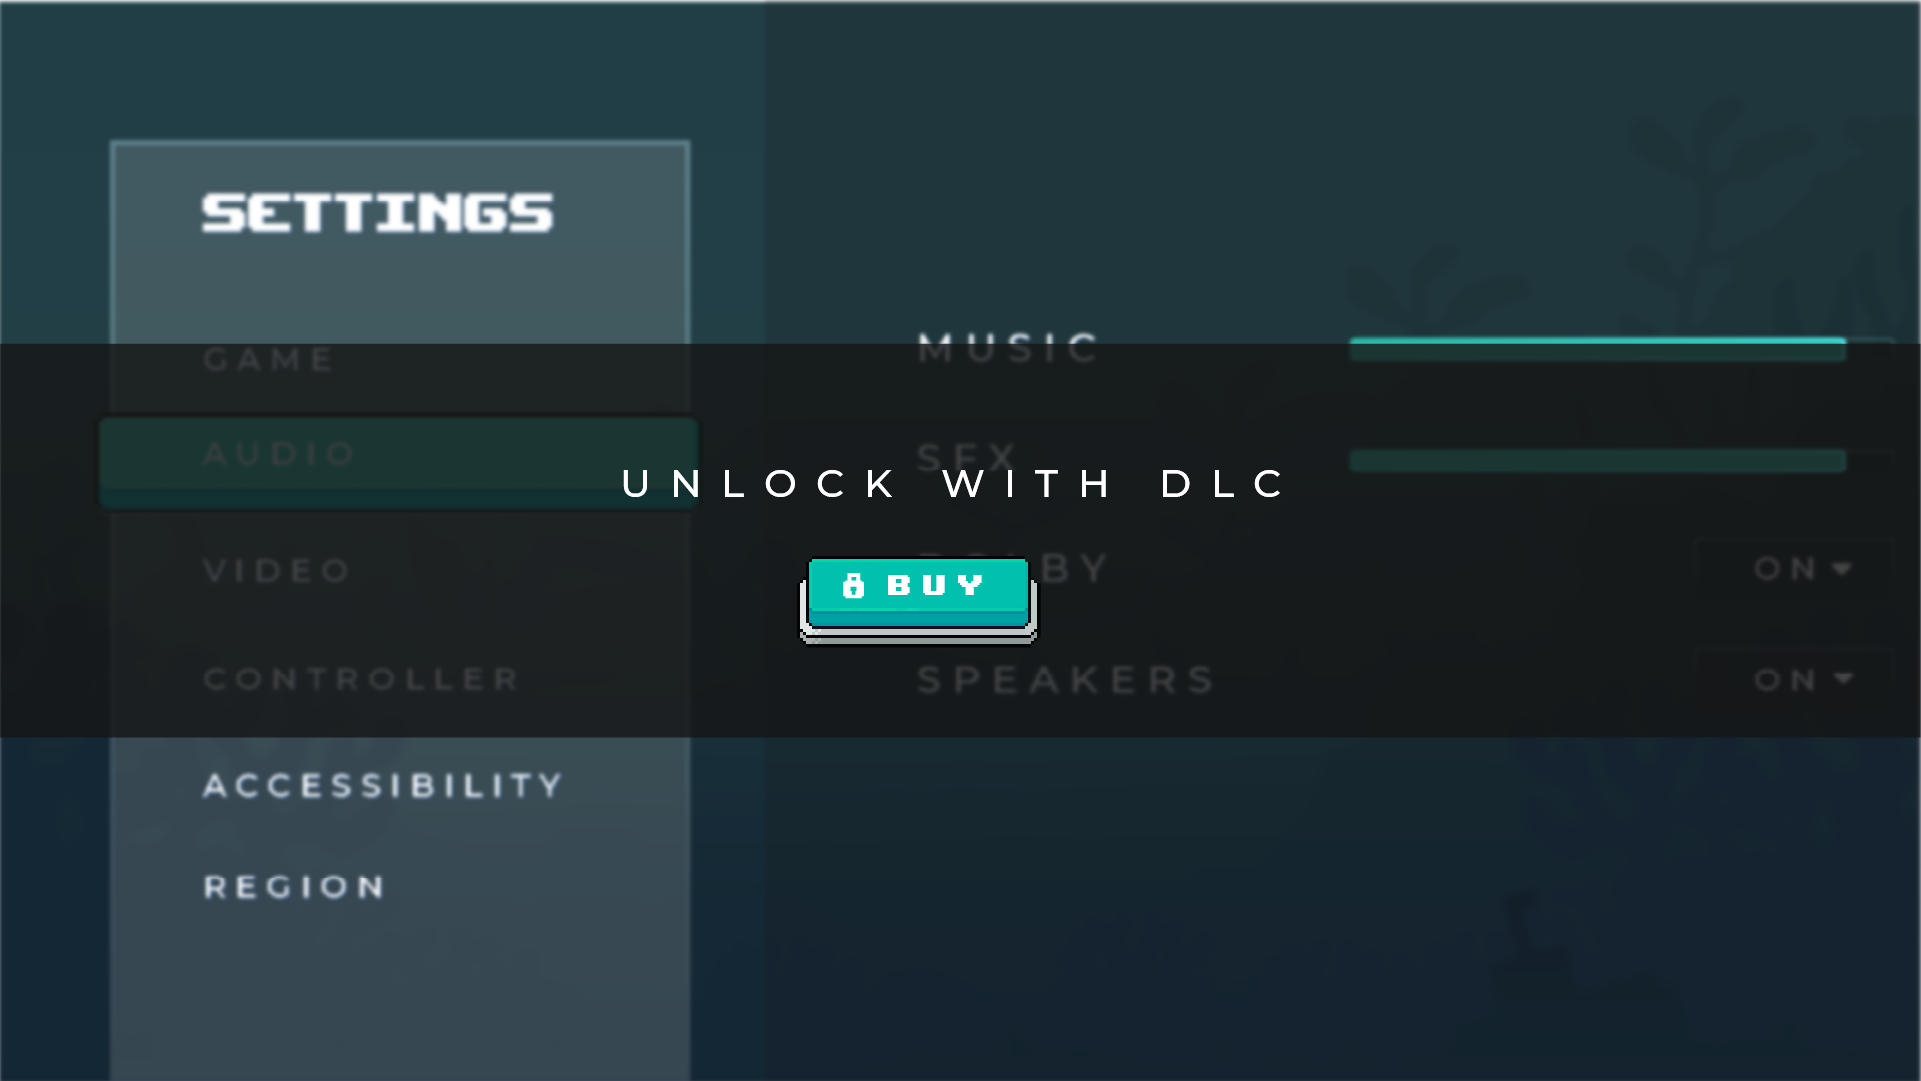 SETTINGS
GAME
AUDIO
VIDEO
CONTROLLER
ACCESSIBILITY
REGION
MUSIC
SFX
ON
SPEAKERS
ON
UNLOCK WITH DLC
BUY